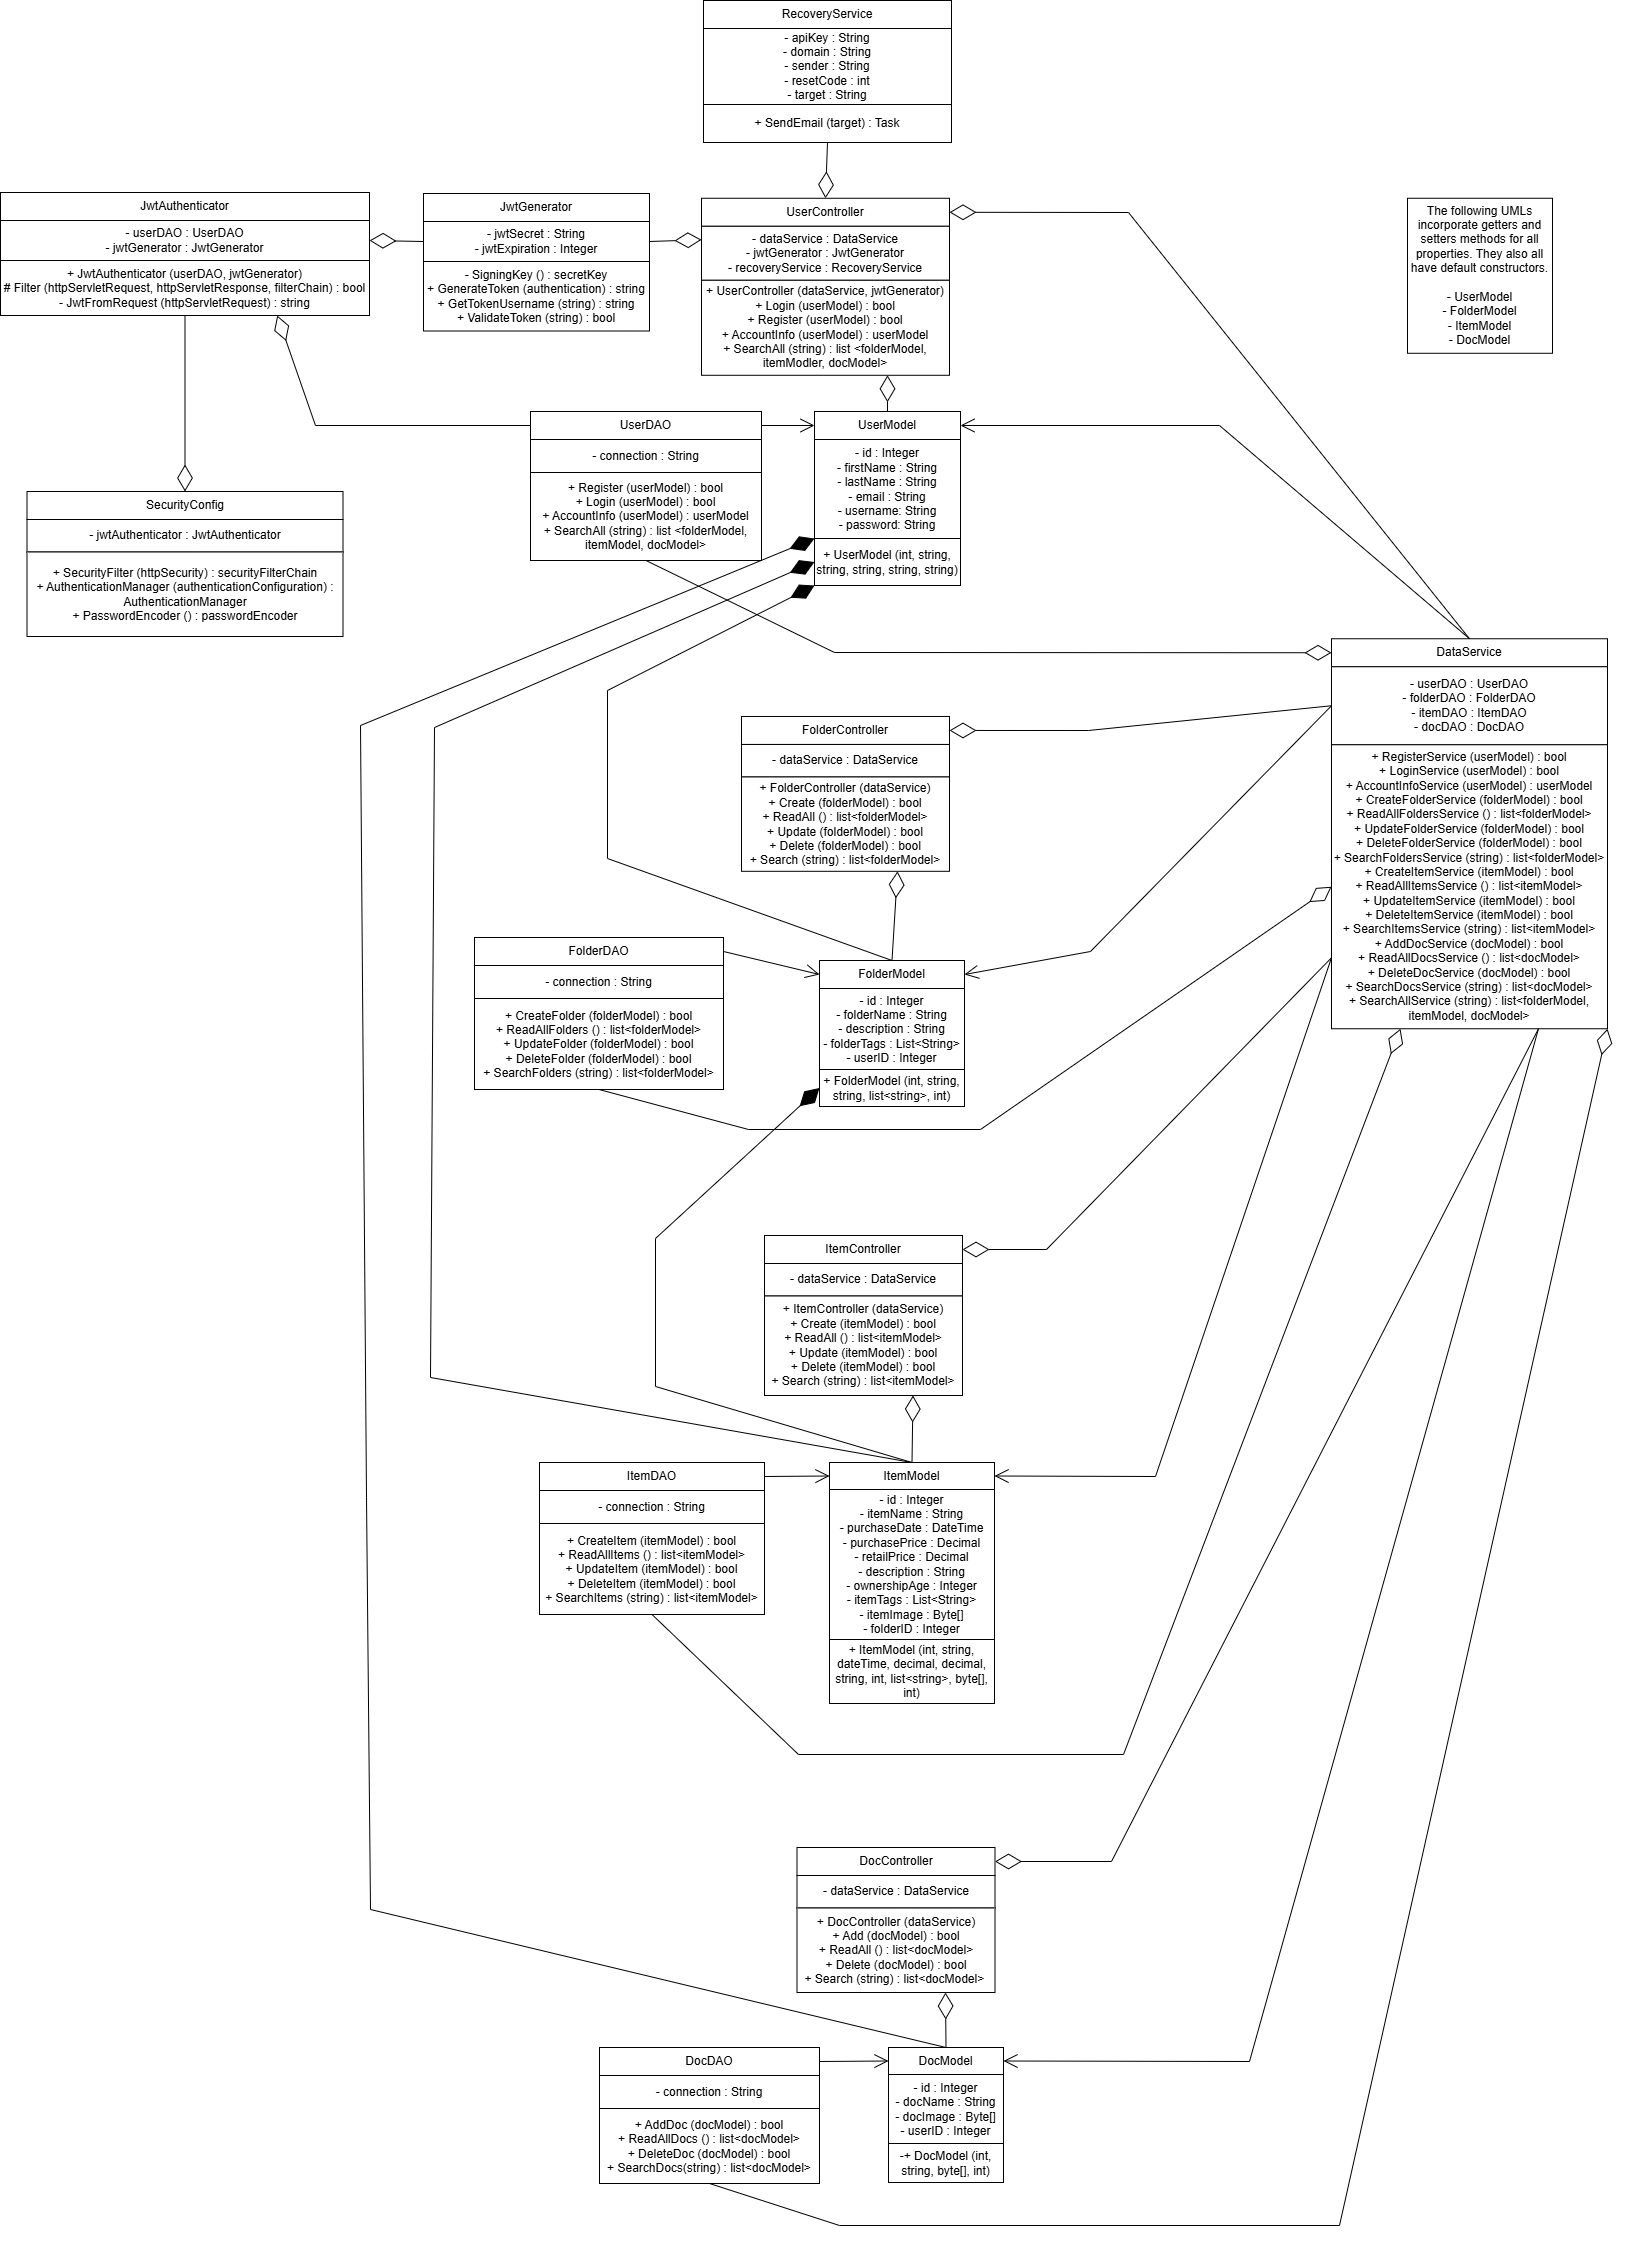 RecoveryService
- apiKey : String
- domain : String
- sender : String
- resetCode : int
- target : String
+ SendEmail (target) : Task
JwtAuthenticator
- userDAO : UserDAO
- jwtGenerator : JwtGenerator
+ JwtAuthenticator (userDAO, jwtGenerator)
# Filter (httpServletRequest, httpServletResponse, filterChain) : bool
- JwtFromRequest (httpServletRequest) : string
JwtGenerator
- jwtSecret : String
- jwtExpiration : Integer
- SigningKey () : secretKey
+ GenerateToken (authentication) : string
+ GetTokenUsername (string) : string
+ ValidateToken (string) : bool
UserController
- dataService : DataService
- jwtGenerator : JwtGenerator
- recoveryService : RecoveryService
+ UserController (dataService, jwtGenerator)
+ Login (userModel) : bool
+ Register (userModel) : bool
+ AccountInfo (userModel) : userModel
+ SearchAll (string) : list <folderModel,
itemModler, docModel>
The following UMLs
incorporate getters and
setters methods for all
properties. They also all
have default constructors.
- UserModel
- FolderModel
- ItemModel
- DocModel
UserDAO
- connection : String
+ Register (userModel) : bool
+ Login (userModel) : bool
+ AccountInfo (userModel) : userModel
+ SearchAll (string) : list <folderModel,
itemModel, docModel>
UserModel
- id : Integer
- firstName : String
- lastName : String
- email : String
- username: String
- password: String
+ UserModel (int, string,
string, string, string, string)
SecurityConfig
- jwtAuthenticator : JwtAuthenticator
+ SecurityFilter (httpSecurity) : securityFilterChain
+ AuthenticationManager (authenticationConfiguration) :
AuthenticationManager
+ PasswordEncoder () : passwordEncoder
DataService
- userDAO : UserDAO
- folderDAO : FolderDAO
- itemDAO : ItemDAO
- docDAO : DocDAO
+ RegisterService (userModel) : bool
+ LoginService (userModel) : bool
+ AccountInfoService (userModel) : userModel
+ CreateFolderService (folderModel) : bool
+ ReadAllFoldersService () : list<folderModel>
+ UpdateFolderService (folderModel) : bool
+ DeleteFolderService (folderModel) : bool
+ SearchFoldersService (string) : list<folderModel>
+ CreateItemService (itemModel) : bool
+ ReadAllItemsService () : list<itemModel>
+ UpdateItemService (itemModel) : bool
+ DeleteItemService (itemModel) : bool
+ SearchItemsService (string) : list<itemModel>
+ AddDocService (docModel) : bool
+ ReadAllDocsService () : list<docModel>
+ DeleteDocService (docModel) : bool
+ SearchDocsService (string) : list<docModel>
+ SearchAllService (string) : list<folderModel,
itemModel, docModel>
FolderController
- dataService : DataService
+ FolderController (dataService)
+ Create (folderModel) : bool
+ ReadAll () : list<folderModel>
+ Update (folderModel) : bool
+ Delete (folderModel) : bool
+ Search (string) : list<folderModel>
FolderDAO
- connection : String
+ CreateFolder (folderModel) : bool
+ ReadAllFolders () : list<folderModel>
+ UpdateFolder (folderModel) : bool
+ DeleteFolder (folderModel) : bool
+ SearchFolders (string) : list<folderModel>
FolderModel
- id : Integer
- folderName : String
- description : String
- folderTags : List<String>
- userID : Integer
+ FolderModel (int, string,
string, list<string>, int)
ItemController
- dataService : DataService
+ ItemController (dataService)
+ Create (itemModel) : bool
+ ReadAll () : list<itemModel>
+ Update (itemModel) : bool
+ Delete (itemModel) : bool
+ Search (string) : list<itemModel>
ItemDAO
- connection : String
+ CreateItem (itemModel) : bool
+ ReadAllItems () : list<itemModel>
+ UpdateItem (itemModel) : bool
+ DeleteItem (itemModel) : bool
+ SearchItems (string) : list<itemModel>
ItemModel
- id : Integer
- itemName : String
- purchaseDate : DateTime
- purchasePrice : Decimal
- retailPrice : Decimal
- description : String
- ownershipAge : Integer
- itemTags : List<String>
- itemImage : Byte[]
- folderID : Integer
+ ItemModel (int, string,
dateTime, decimal, decimal,
string, int, list<string>, byte[],
int)
DocController
- dataService : DataService
+ DocController (dataService)
+ Add (docModel) : bool
+ ReadAll () : list<docModel>
+ Delete (docModel) : bool
+ Search (string) : list<docModel>
DocDAO
- connection : String
+ AddDoc (docModel) : bool
+ ReadAllDocs () : list<docModel>
+ DeleteDoc (docModel) : bool
+ SearchDocs(string) : list<docModel>
DocModel
- id : Integer
- docName : String
- docImage : Byte[]
- userID : Integer
-+ DocModel (int,
string, byte[], int)